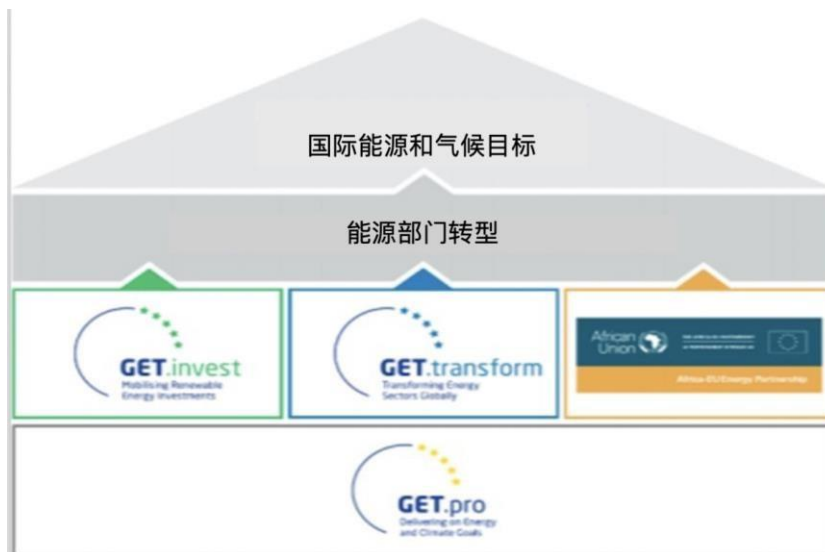 国际能源和气候目标
能源部门转型
GET.invest
Mobilising Renewable
Energy Investments
GET.transform
Transforming Energy
Sectors Globally
African
Union
Africa-EU Energy Partnership
GET.pro
Delivering on Energy
and Climate Goals